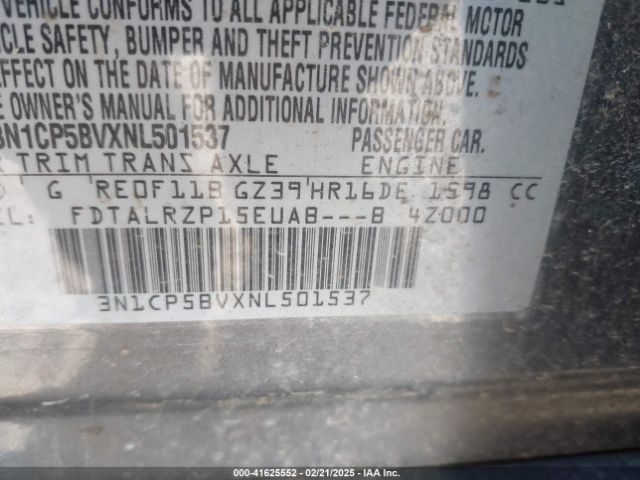 VEHICLE CONFORMS TO ALL APPLICABLE FEDERAL MOTOR
SAFETY, BUMPER AND THEFT PREVENTION STANDARDS
EFFECT ON THE DATE OF MANUFACTURE SHOWN ABOVE.
OWNER'S MANUAL FOR ADDITIONAL INFORMATION.
3N1CP5BVXNL501537 PASSENGER CAR.
TRIM TRANS AXLE ENGINE
G RE0F11B GZ39 HR16DE 1598 CC
FDTALRZP15EUAB---B 4Z000
3N1CP5BVXNL501537
000-41625552 — 02/21/2025 — IAA Inc.